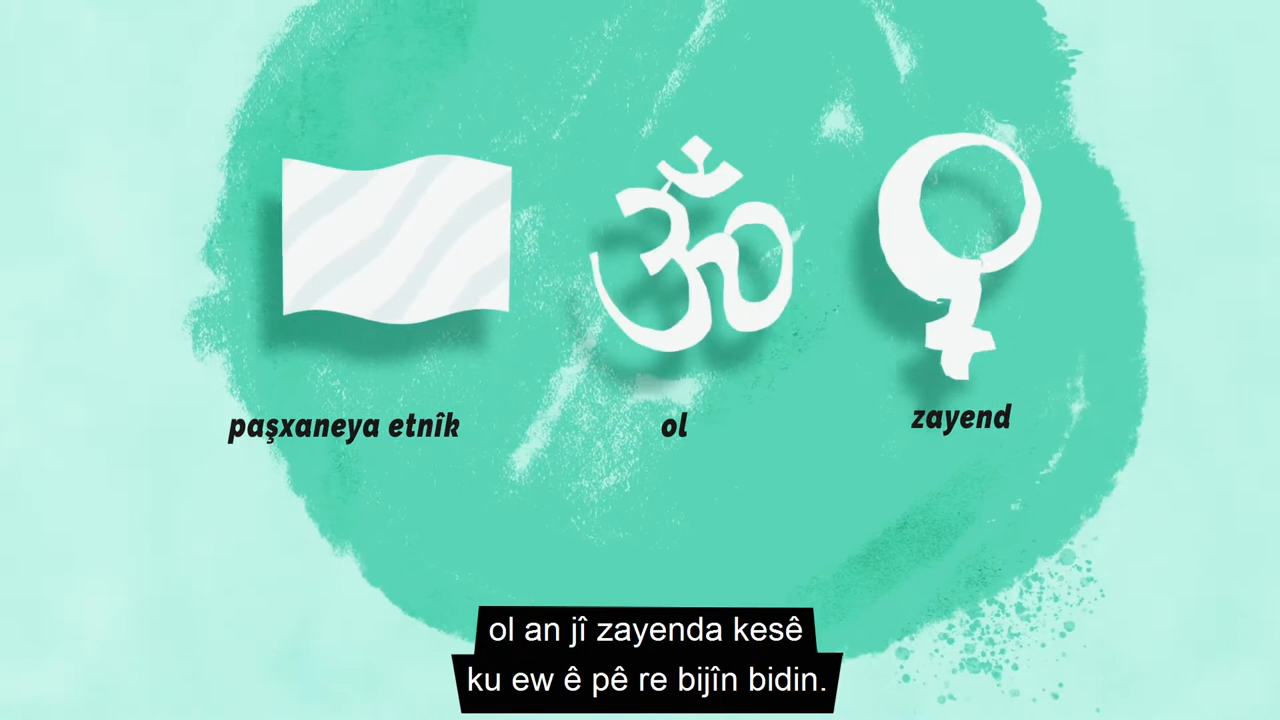 paşxaneya etnîk
ol
zayend
ol an jî zayenda kesê
ku ew ê pê re bijîn bidin.